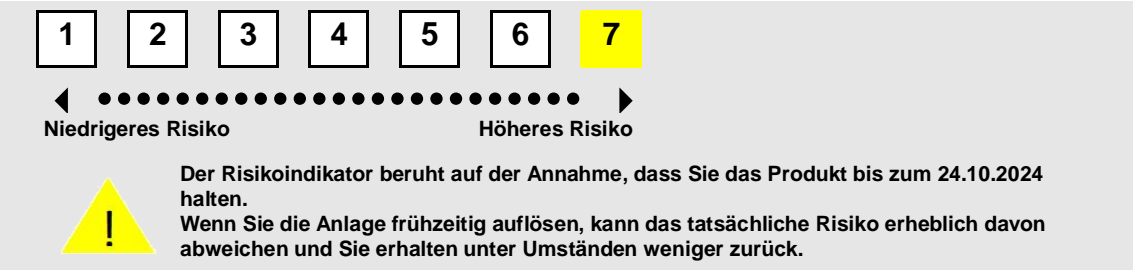 1 2 3 4 5 6 7
Niedrigeres Risiko Höheres Risiko
Der Risikoindikator beruht auf der Annahme, dass Sie das Produkt bis zum 24.10.2024
halten.
Wenn Sie die Anlage frühzeitig auflösen, kann das tatsächliche Risiko erheblich davon
abweichen und Sie erhalten unter Umständen weniger zurück.
!